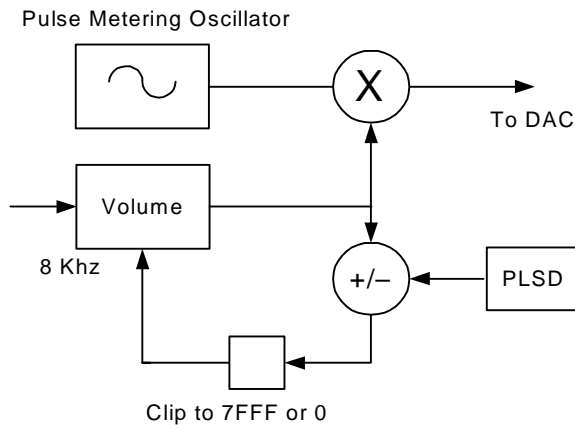 Pulse Metering Oscillator
X
To DAC
Volume
8 Khz
+/−
PLSD
Clip to 7FFF or 0